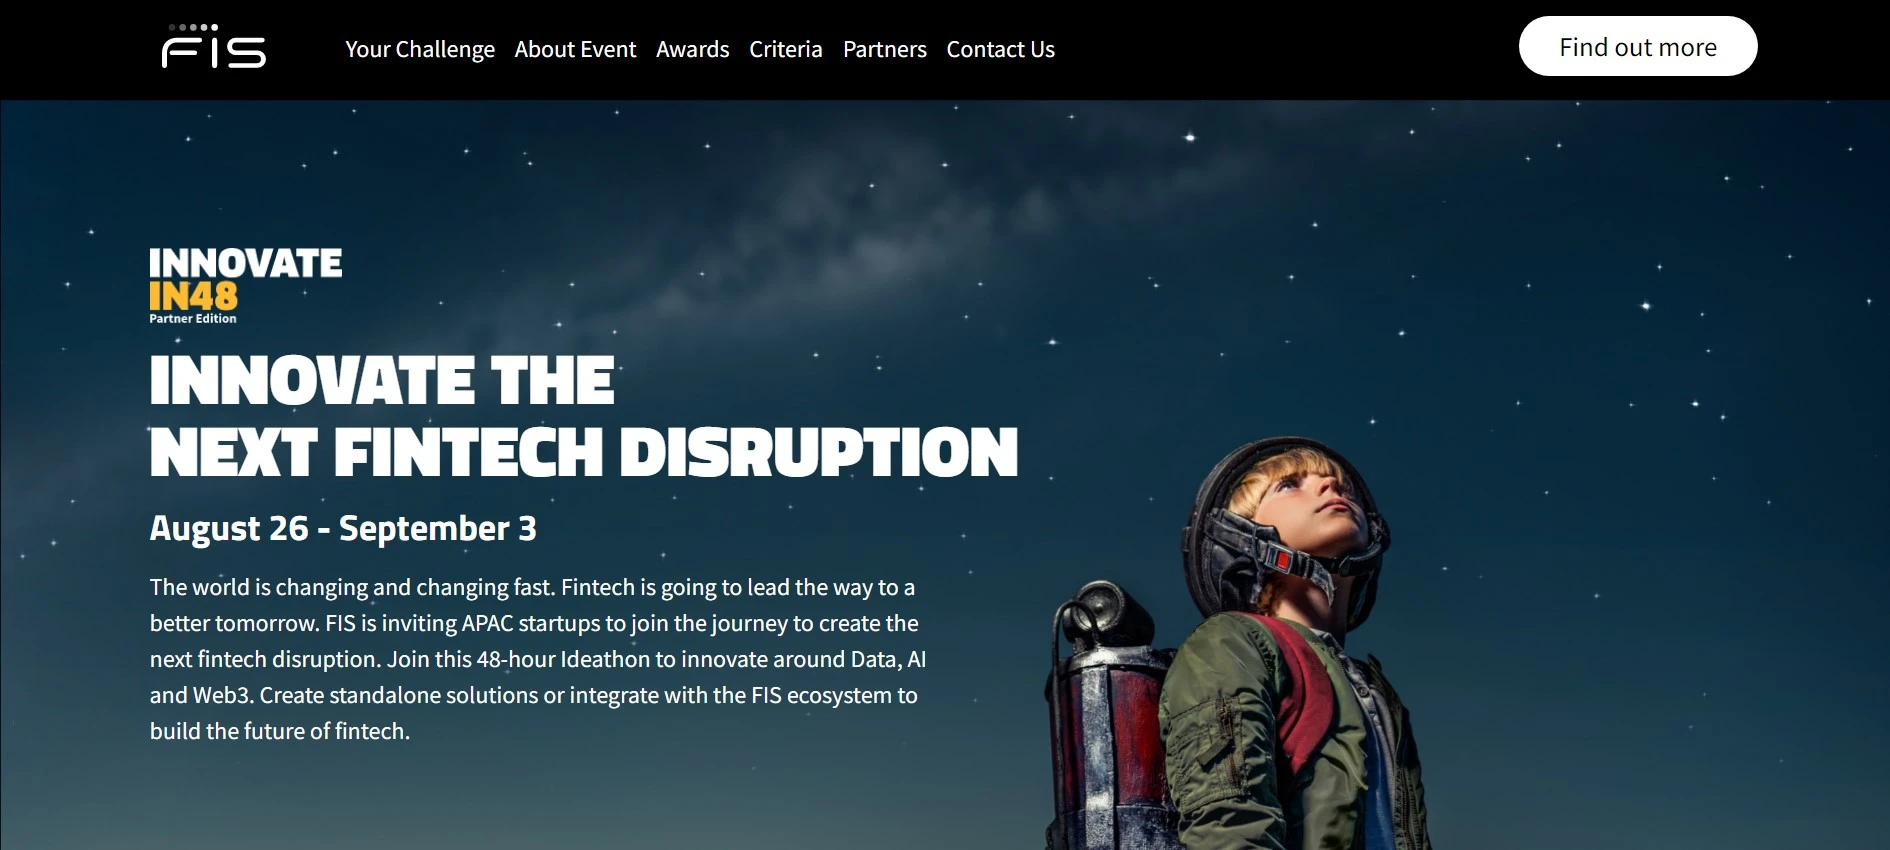 FIS
Your Challenge
About Event
Awards
Criteria
Partners
Contact Us
Find out more
INNOVATE
IN48
Partner Edition
INNOVATE THE
NEXT FINTECH DISRUPTION
August 26 - September 3
The world is changing and changing fast. Fintech is going to lead the way to a
better tomorrow. FIS is inviting APAC startups to join the journey to create the
next fintech disruption. Join this 48-hour Ideathon to innovate around Data, AI
and Web3. Create standalone solutions or integrate with the FIS ecosystem to
build the future of fintech.